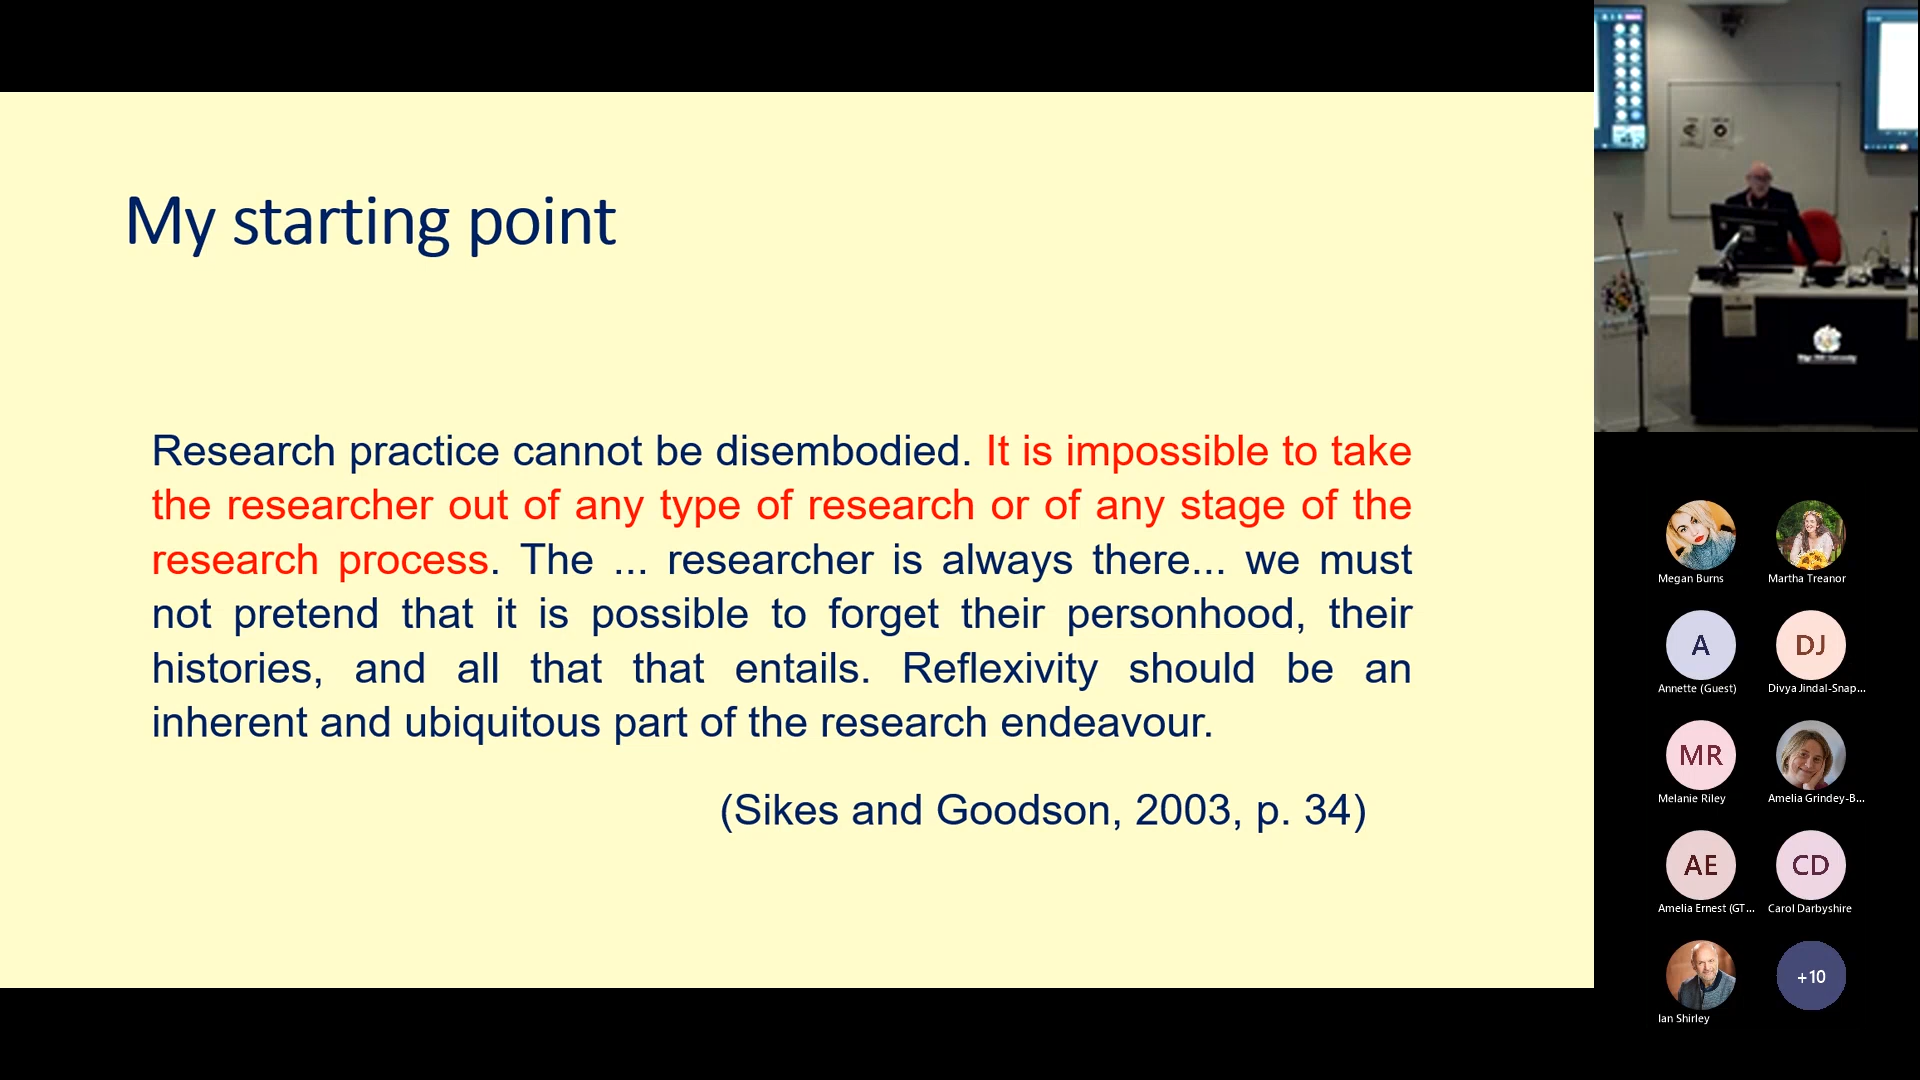 My starting point
Research practice cannot be disembodied. It is impossible to take
the researcher out of any type of research or of any stage of the
research process. The ... researcher is always there... we must
not pretend that it is possible to forget their personhood, their
histories, and all that that entails. Reflexivity should be an
inherent and ubiquitous part of the research endeavour.
(Sikes and Goodson, 2003, p. 34)
Megan Burns
Martha Treanor
A
DJ
Annette (Guest)
Divya Jindal-Snap...
MR
Melanie Riley
Amelia Grindey-B...
AE
CD
Amelia Ernest (GT...
Carol Darbyshire
+10
Ian Shirley